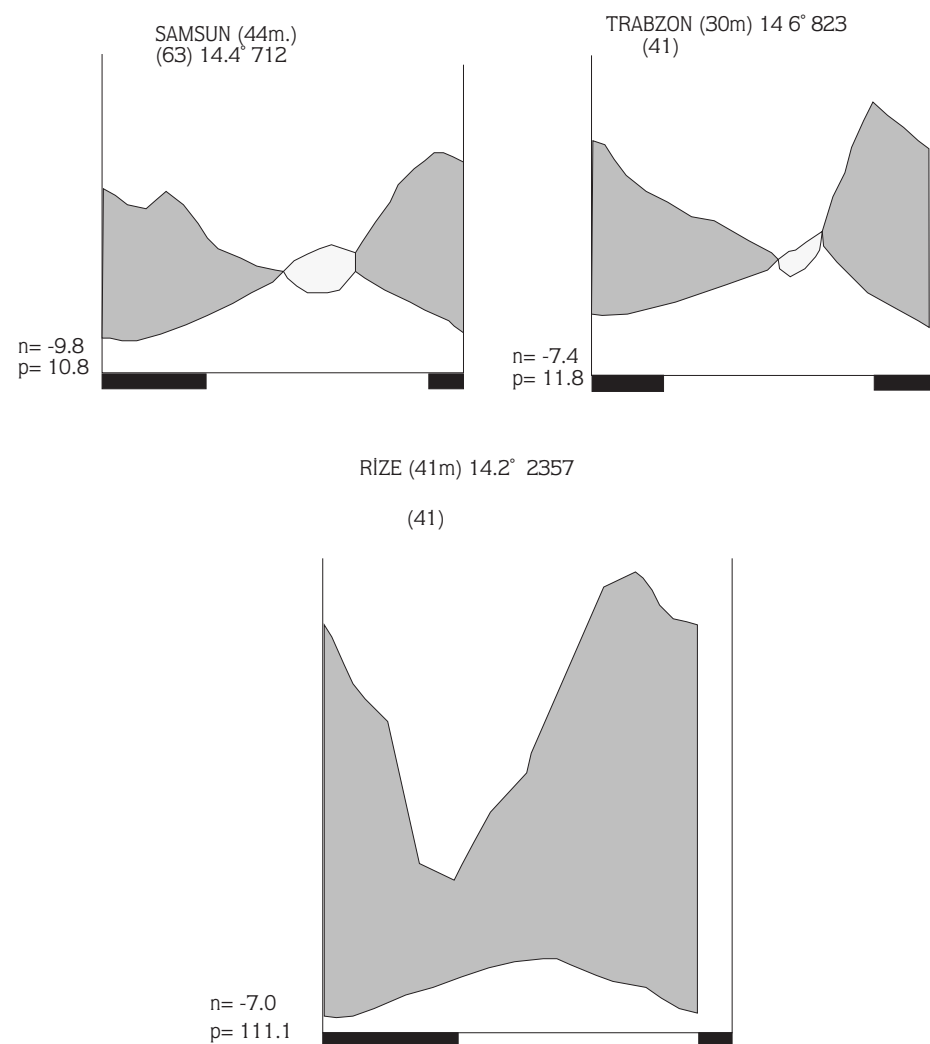 SAMSUN (44m.)
(63) 14.4° 712
n= -9.8
p= 10.8
TRABZON (30m) 14 6° 823
(41)
n= -7.4
p= 11.8
RİZE (41m) 14.2° 2357
(41)
n= -7.0
p= 111.1